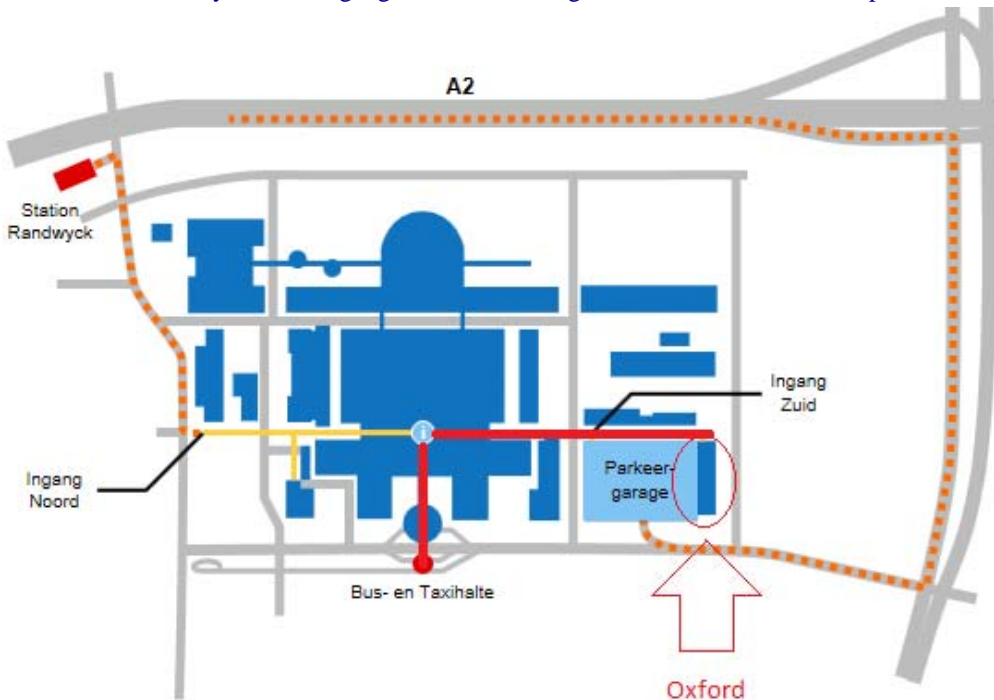 A2
Station
Randwyck
Ingang
Zuid
Ingang
Noord
i
Parkeer-
garage
Bus- en Taxihalte
Oxford